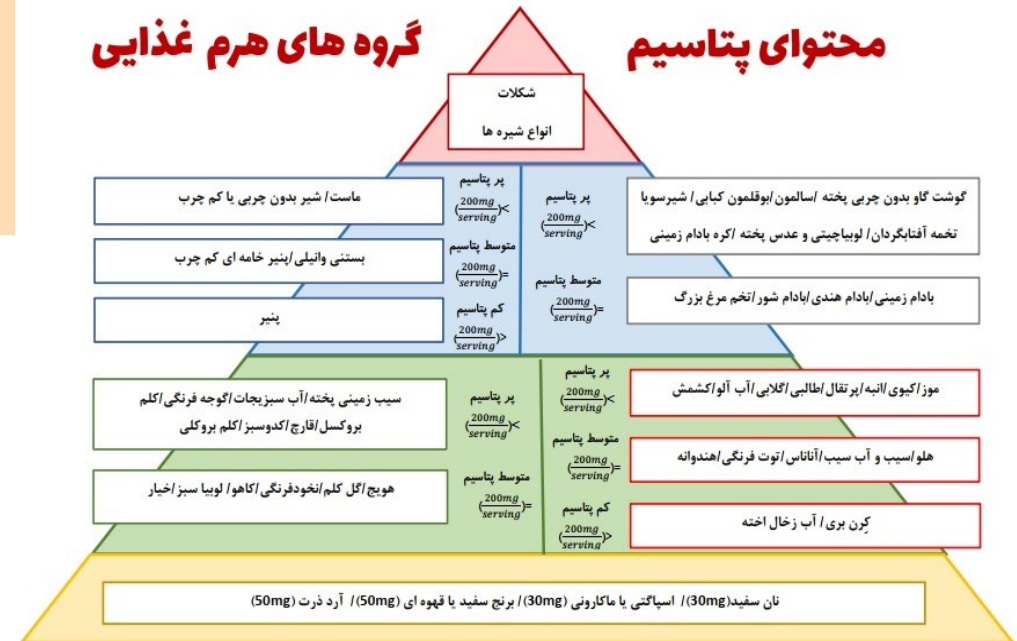 محتوای پتاسیم
گروه های هرم غذایی
شکلات
انواع شیره ها
پر پتاسیم
(200mg/serving)<
گوشت گاو بدون چربی پخته /سالمون/بوقلمون کبابی/ شیرسویا
تخمه آفتابگردان/ لوبیاچیتی و عدس پخته /کره بادام زمینی
متوسط پتاسیم
(200mg/serving)=
بادام زمینی/بادام هندی/بادام شور/تخم مرغ بزرگ
پر پتاسیم
(200mg/serving)<
ماست/ شیر بدون چربی یا کم چرب
متوسط پتاسیم
(200mg/serving)=
بستنی وانیلی/پنیر خامه ای کم چرب
کم پتاسیم
(200mg/serving)>
پنیر
پر پتاسیم
(200mg/serving)<
موز/کیوی/انبه/پرتقال/طالبی/گلابی/آب آلو/کشمش
متوسط پتاسیم
(200mg/serving)=
هلو/سیب و آب سیب/آناناس/توت فرنگی/هندوانه
کم پتاسیم
(200mg/serving)>
کِرن بری/ آب زخال اخته
پر پتاسیم
(200mg/serving)<
سیب زمینی پخته/آب سبزیجات/گوجه فرنگی/کلم
بروکسل/قارچ/کدوسبز/کلم بروکلی
متوسط پتاسیم
(200mg/serving)=
هویج/گل کلم/نخودفرنگی/کاهو/ لوبیا سبز/خیار
نان سفید(30mg)/ اسپاگتی یا ماکارونی (30mg)/ برنج سفید یا قهوه ای (50mg)/ آرد ذرت (50mg)